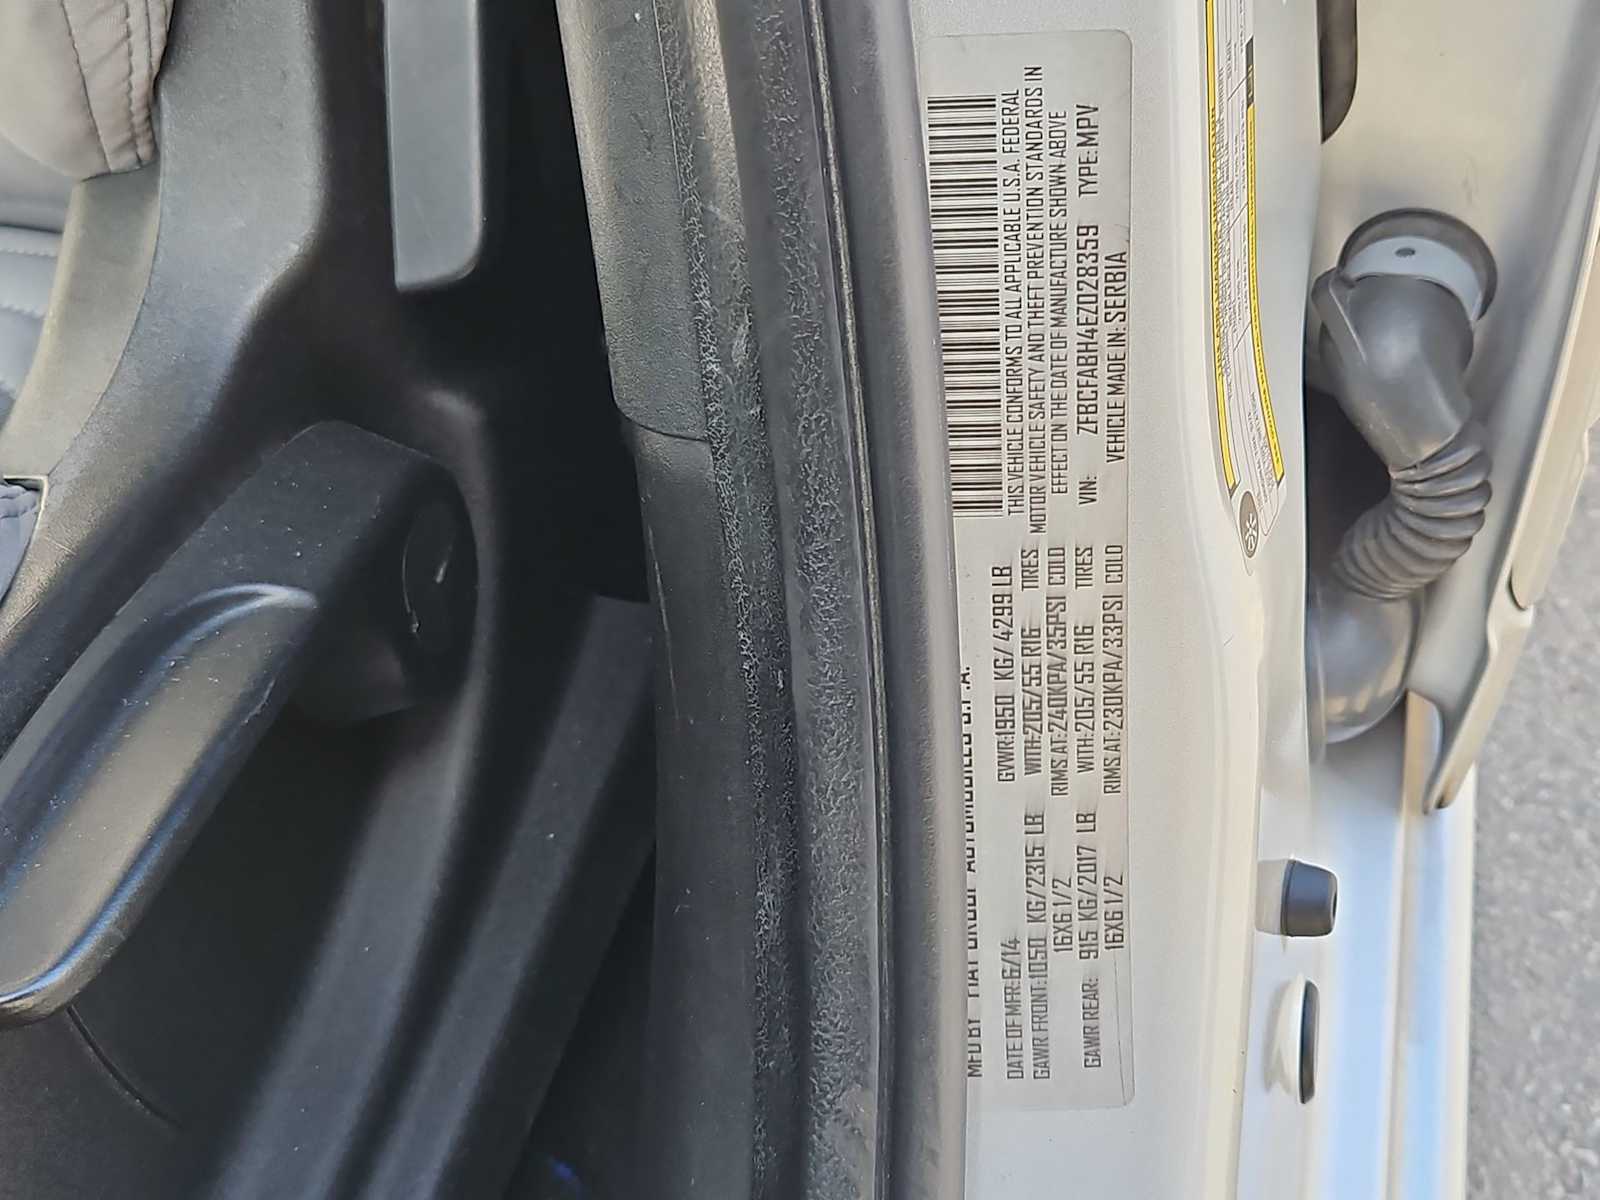 MFD BY FIAT GROUP AUTOMOBILES S.P.A.
DATE OF MFR:6/14 GVWR:1950 KG/4299 LB
GAWR FRONT:1050 KG/2315 LB WITH:205/55 R16 TIRES
16X6 1/2 RIMS AT:240KPA/35PSI COLD
GAWR REAR: 915 KG/2017 LB WITH:205/55 R16 TIRES
16X6 1/2 RIMS AT:230KPA/33PSI COLD
THIS VEHICLE CONFORMS TO ALL APPLICABLE U.S.A. FEDERAL
MOTOR VEHICLE SAFETY AND THEFT PREVENTION STANDARDS IN
EFFECT ON THE DATE OF MANUFACTURE SHOWN ABOVE
VIN: ZFBCFABH4EZ028359 TYPE:MPV
VEHICLE MADE IN: SERBIA